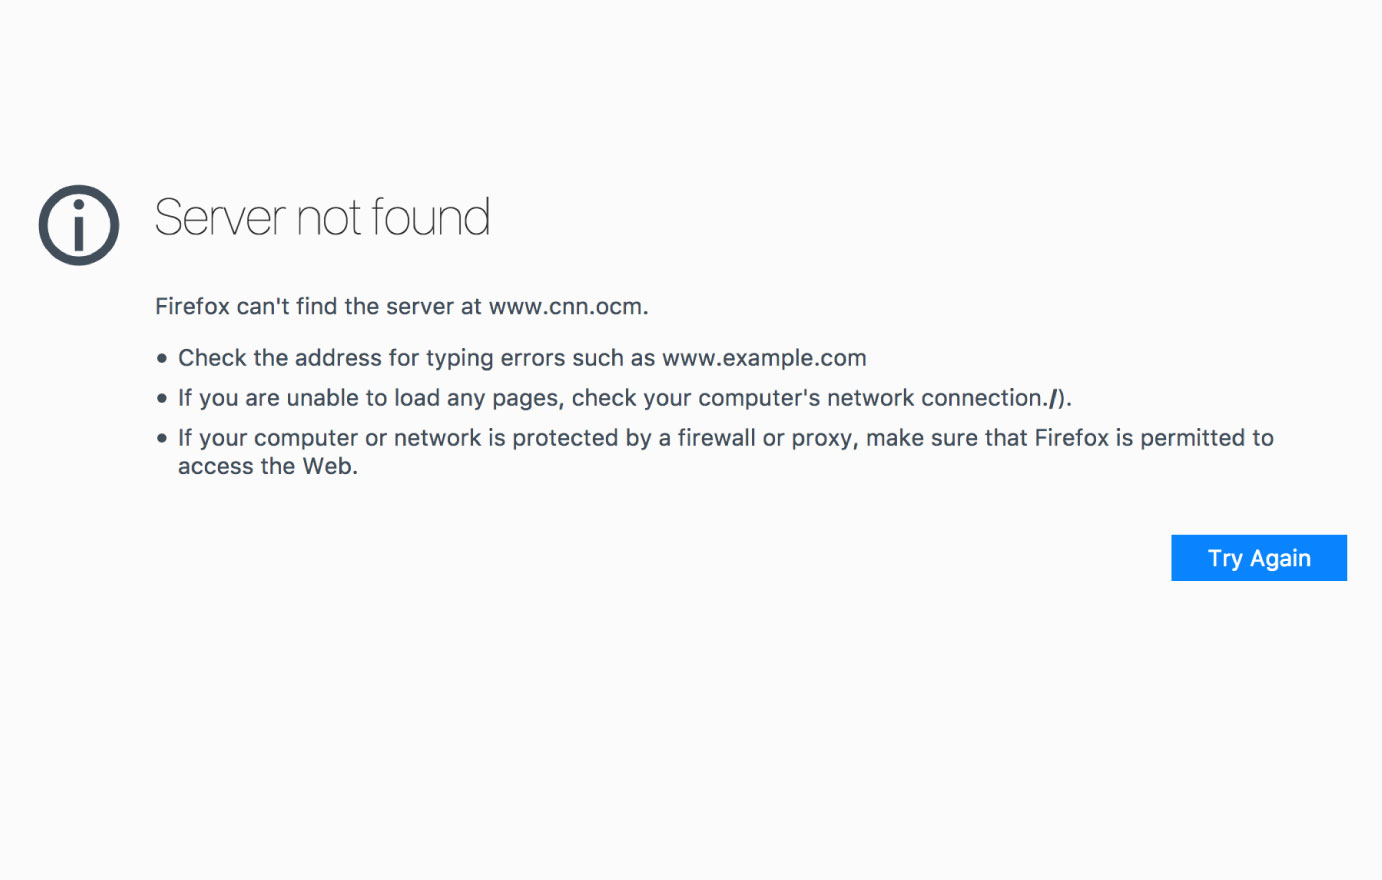 Server not found
Firefox can't find the server at www.cnn.ocm.
• Check the address for typing errors such as www.example.com
• If you are unable to load any pages, check your computer's network connection./).
• If your computer or network is protected by a firewall or proxy, make sure that Firefox is permitted to
access the Web.
Try Again